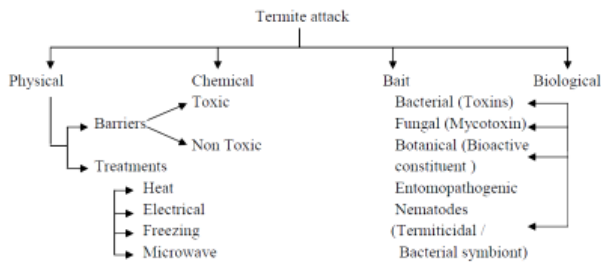 Termite attack
Physical Chemical Bait Biological
Toxic Bacterial (Toxins)
Barriers Fungal (Mycotoxin)
Non Toxic Botanical (Bioactive
Treatments constituent )
Heat Entomopathogenic
Electrical Nematodes
Freezing (Termiticidal /
Microwave Bacterial symbiont)